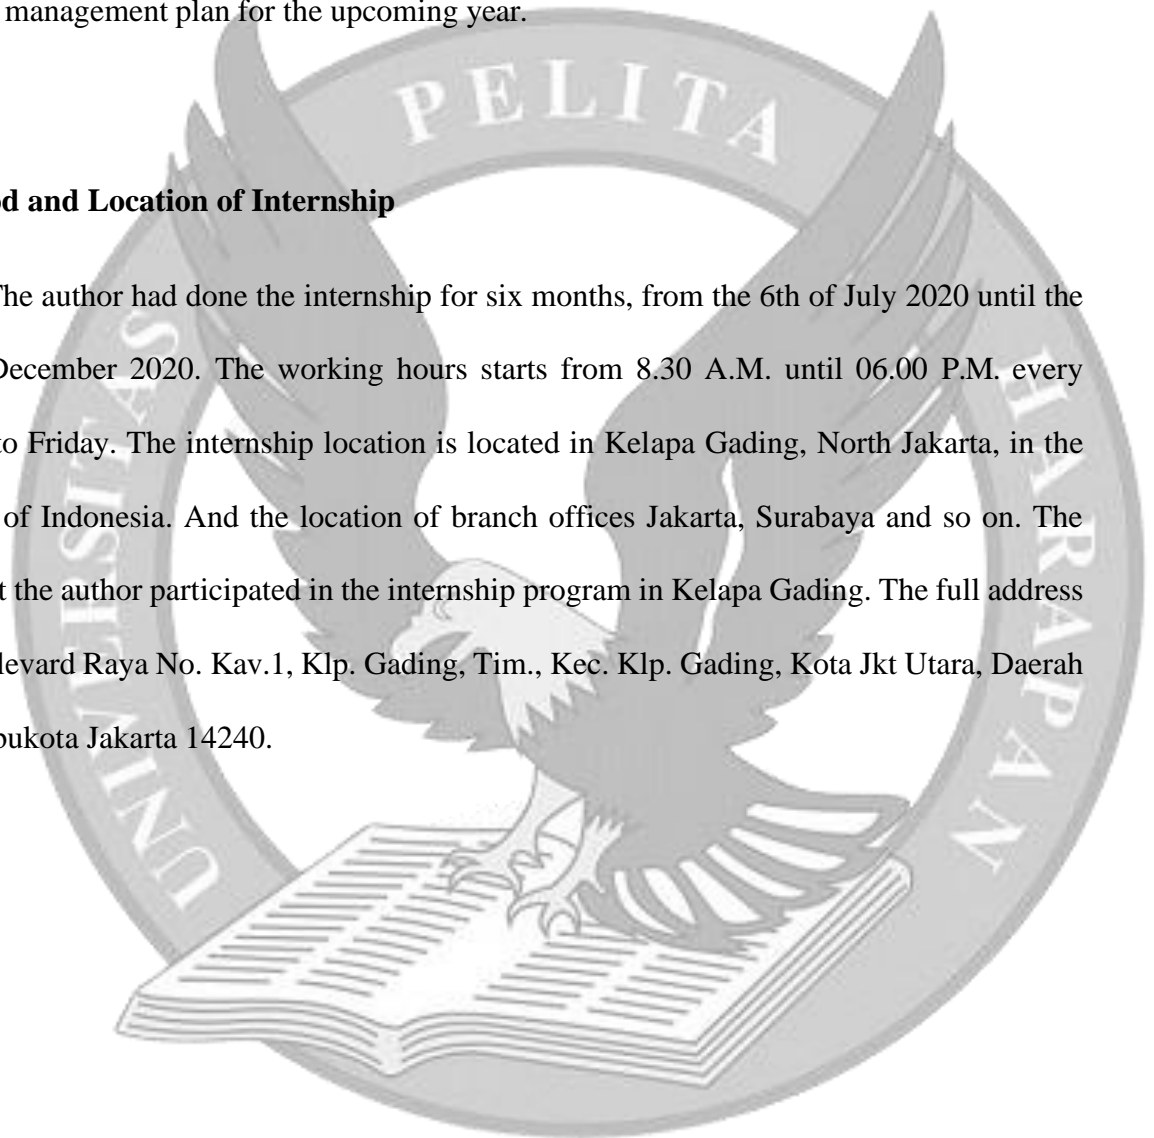 management plan for the upcoming year.
PELITA
od and Location of Internship
The author had done the internship for six months, from the 6th of July 2020 until the
December 2020. The working hours starts from 8.30 A.M. until 06.00 P.M. every
to Friday. The internship location is located in Kelapa Gading, North Jakarta, in the
of Indonesia. And the location of branch offices Jakarta, Surabaya and so on. The
t the author participated in the internship program in Kelapa Gading. The full address
levard Raya No. Kav.1, Klp. Gading, Tim., Kec. Klp. Gading, Kota Jkt Utara, Daerah
bukota Jakarta 14240.
UNIVERSITAS
HARAPAN